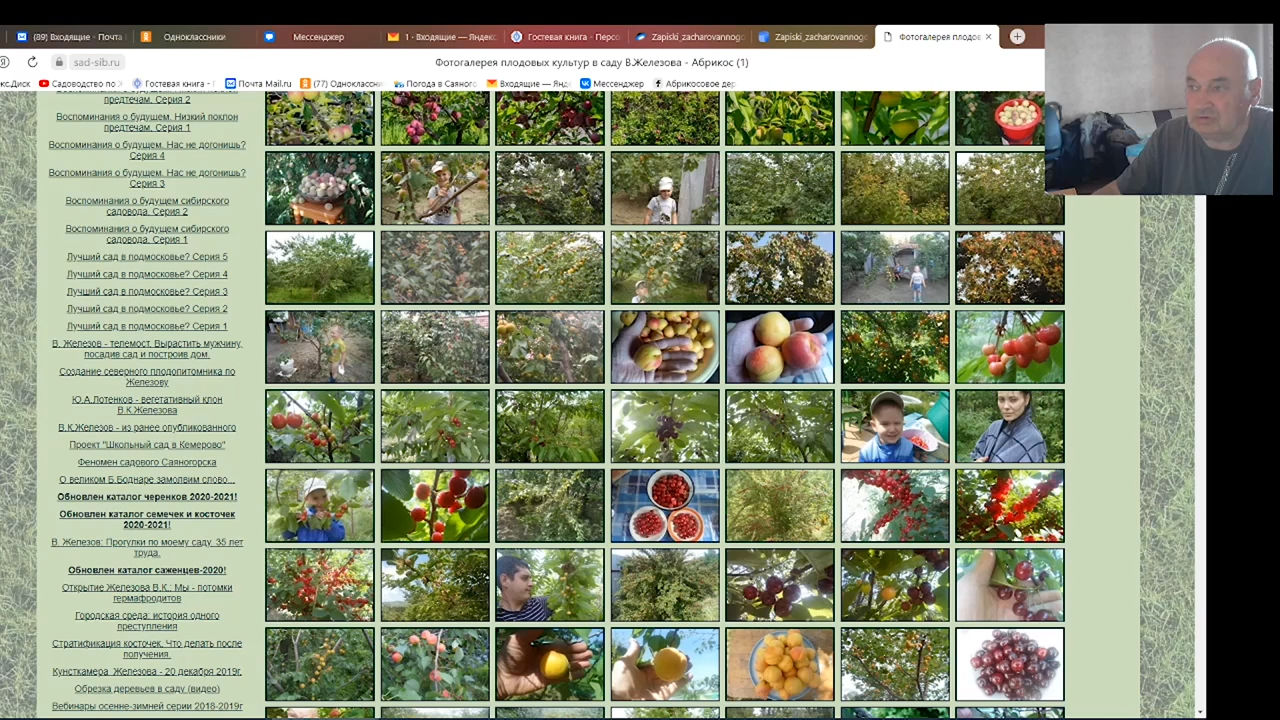 (89) Входящие - Почта
Одноклассники
Мессенджер
1 · Входящие — Яндекс
Гостевая книга - Персо
Zapiski_zacharovannogo
Zapiski_zacharovannog
Фотогалерея плодов
sad-sib.ru
Фотогалерея плодовых культур в саду В.Железова - Абрикос (1)
кс.Диск
Садоводство по
Гостевая книга -
Почта Mail.ru
(77) Одноклассн
Погода в Саяного
Входящие — Янд
Мессенджер
Абрикосовое дер
предтечам. Серия 2
Воспоминания о будущем. Низкий поклон
предтечам. Серия 1
Воспоминания о будущем. Нас не догонишь?
Серия 4
Воспоминания о будущем. Нас не догонишь?
Серия 3
Воспоминания о будущем сибирского
садовода. Серия 2
Воспоминания о будущем сибирского
садовода. Серия 1
Лучший сад в подмосковье? Серия 5
Лучший сад в подмосковье? Серия 4
Лучший сад в подмосковье? Серия 3
Лучший сад в подмосковье? Серия 2
Лучший сад в подмосковье? Серия 1
В. Железов - телемост. Вырастить мужчину,
посадив сад и построив дом.
Создание северного плодопитомника по
Железову
Ю.А.Лотенков - вегетативный клон
В.К.Железова
В.К.Железов - из ранее опубликованного
Проект "Школьный сад в Кемерово"
Феномен садового Саяногорска
О великом Б.Боднаре замолвим слово...
Обновлен каталог черенков 2020-2021!
Обновлен каталог семечек и косточек
2020-2021!
В. Железов: Прогулки по моему саду. 35 лет
труда.
Обновлен каталог саженцев-2020!
Открытие Железова В.К.: Мы - потомки
гермафродитов
Городская среда: история одного
преступления
Стратификация косточек. Что делать после
получения.
Кунсткамера Железова - 20 декабря 2019г.
Обрезка деревьев в саду (видео)
Вебинары осенне-зимней серии 2018-2019г